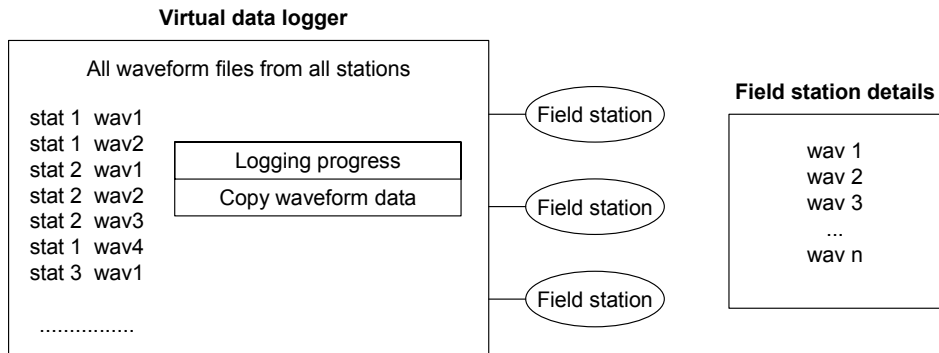 Virtual data logger
All waveform files from all stations
stat 1 wav1
stat 1 wav2
stat 2 wav1
stat 2 wav2
stat 2 wav3
stat 1 wav4
stat 3 wav1
................
Logging progress
Copy waveform data
Field station
Field station
Field station
Field station details
wav 1
wav 2
wav 3
...
wav n